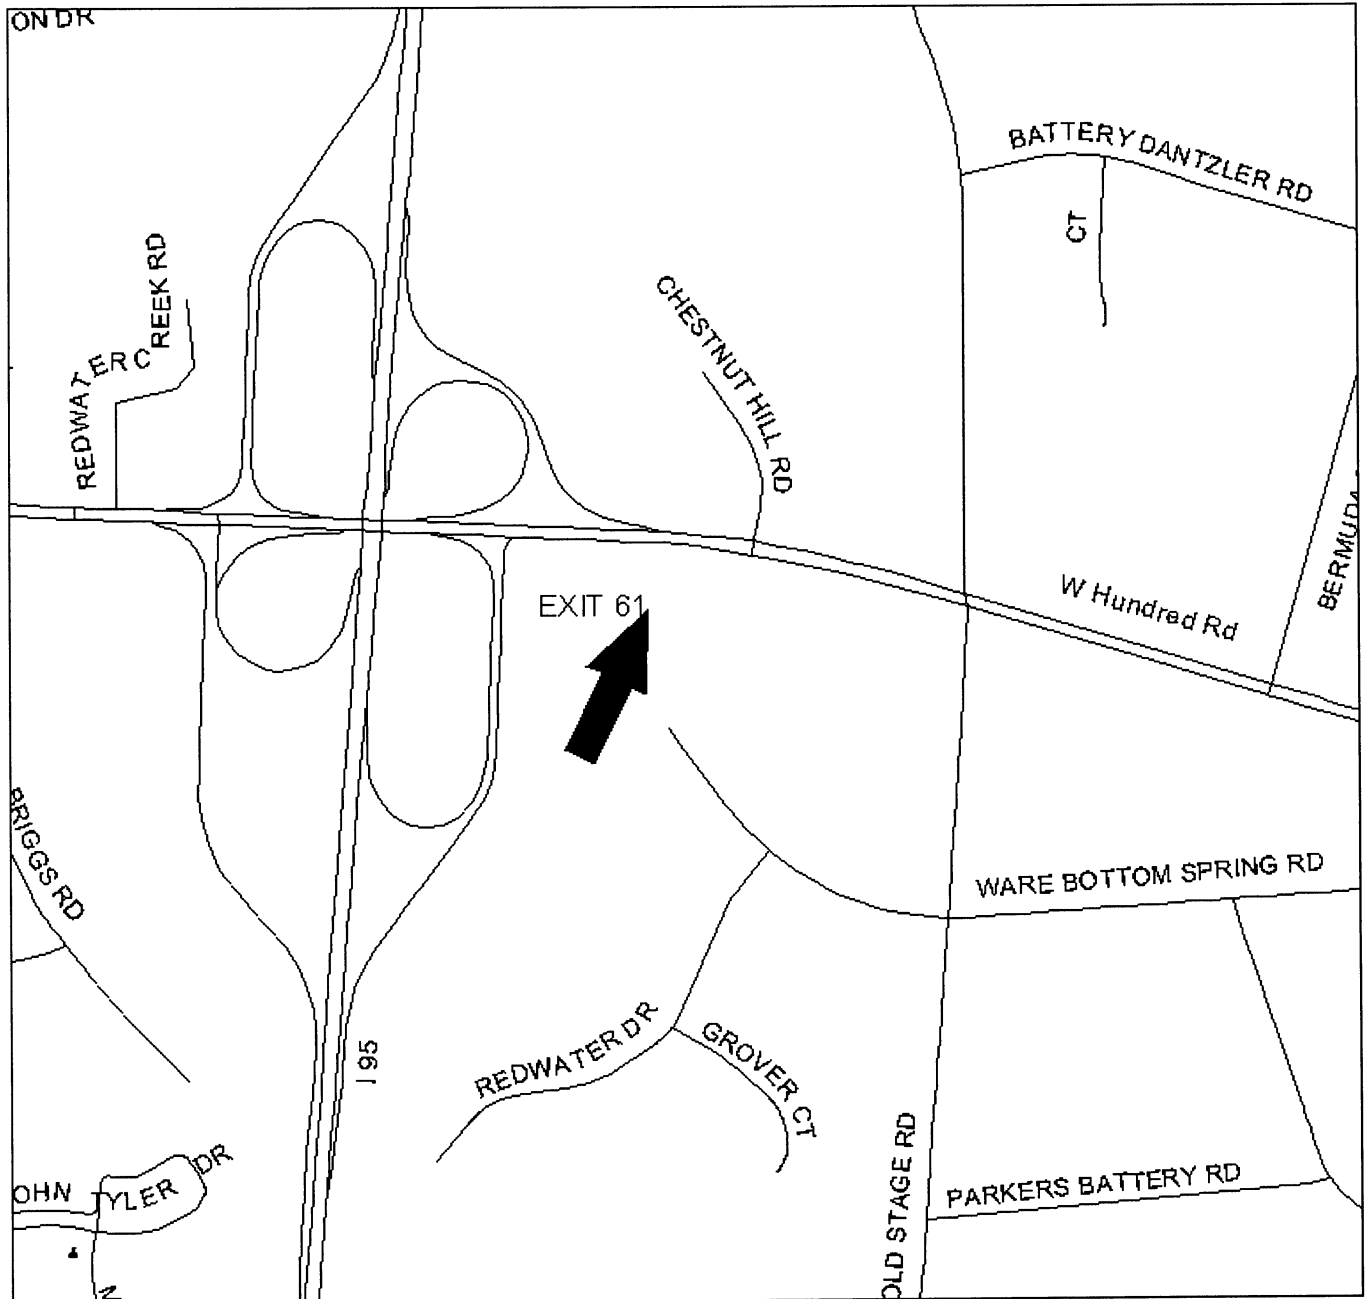 ON DR
BATTERY DANTZLER RD
CT
REDWATER CREEK RD
CHESTNUT HILL RD
BERMUDA
W Hundred Rd
EXIT 61
BRIGGS RD
WARE BOTTOM SPRING RD
REDWATER DR
GROVER CT
I 95
OLD STAGE RD
PARKERS BATTERY RD
OHN TYLER DR
N